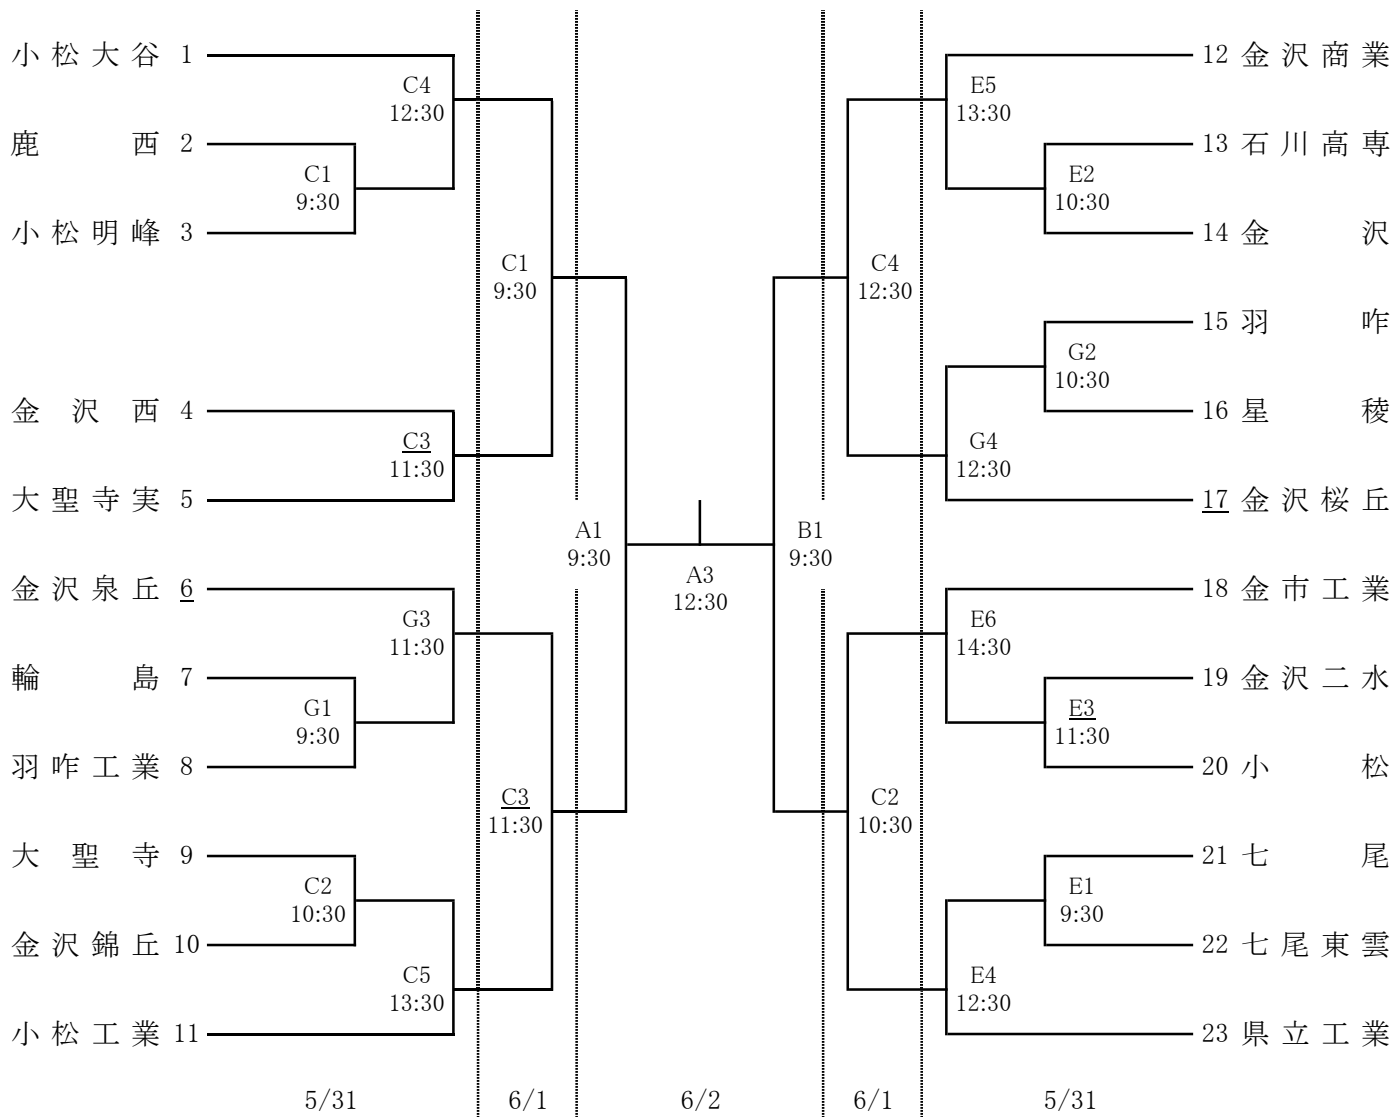 小松大谷 1
C4
12:30
鹿西 2
C1
9:30
小松明峰 3
C1
9:30
金沢西 4
C3
11:30
大聖寺実 5
A1
9:30
金沢泉丘 6
G3
11:30
輪島 7
G1
9:30
羽咋工業 8
C3
11:30
大聖寺 9
C2
10:30
金沢錦丘 10
C5
13:30
小松工業 11
A3
12:30
12 金沢商業
E5
13:30
13 石川高専
E2
10:30
14 金沢
C4
12:30
15 羽咋
G2
10:30
16 星稜
G4
12:30
17 金沢桜丘
B1
9:30
18 金市工業
E6
14:30
19 金沢二水
E3
11:30
20 小松
C2
10:30
21 七尾
E1
9:30
22 七尾東雲
E4
12:30
23 県立工業
5/31 6/1 6/2 6/1 5/31